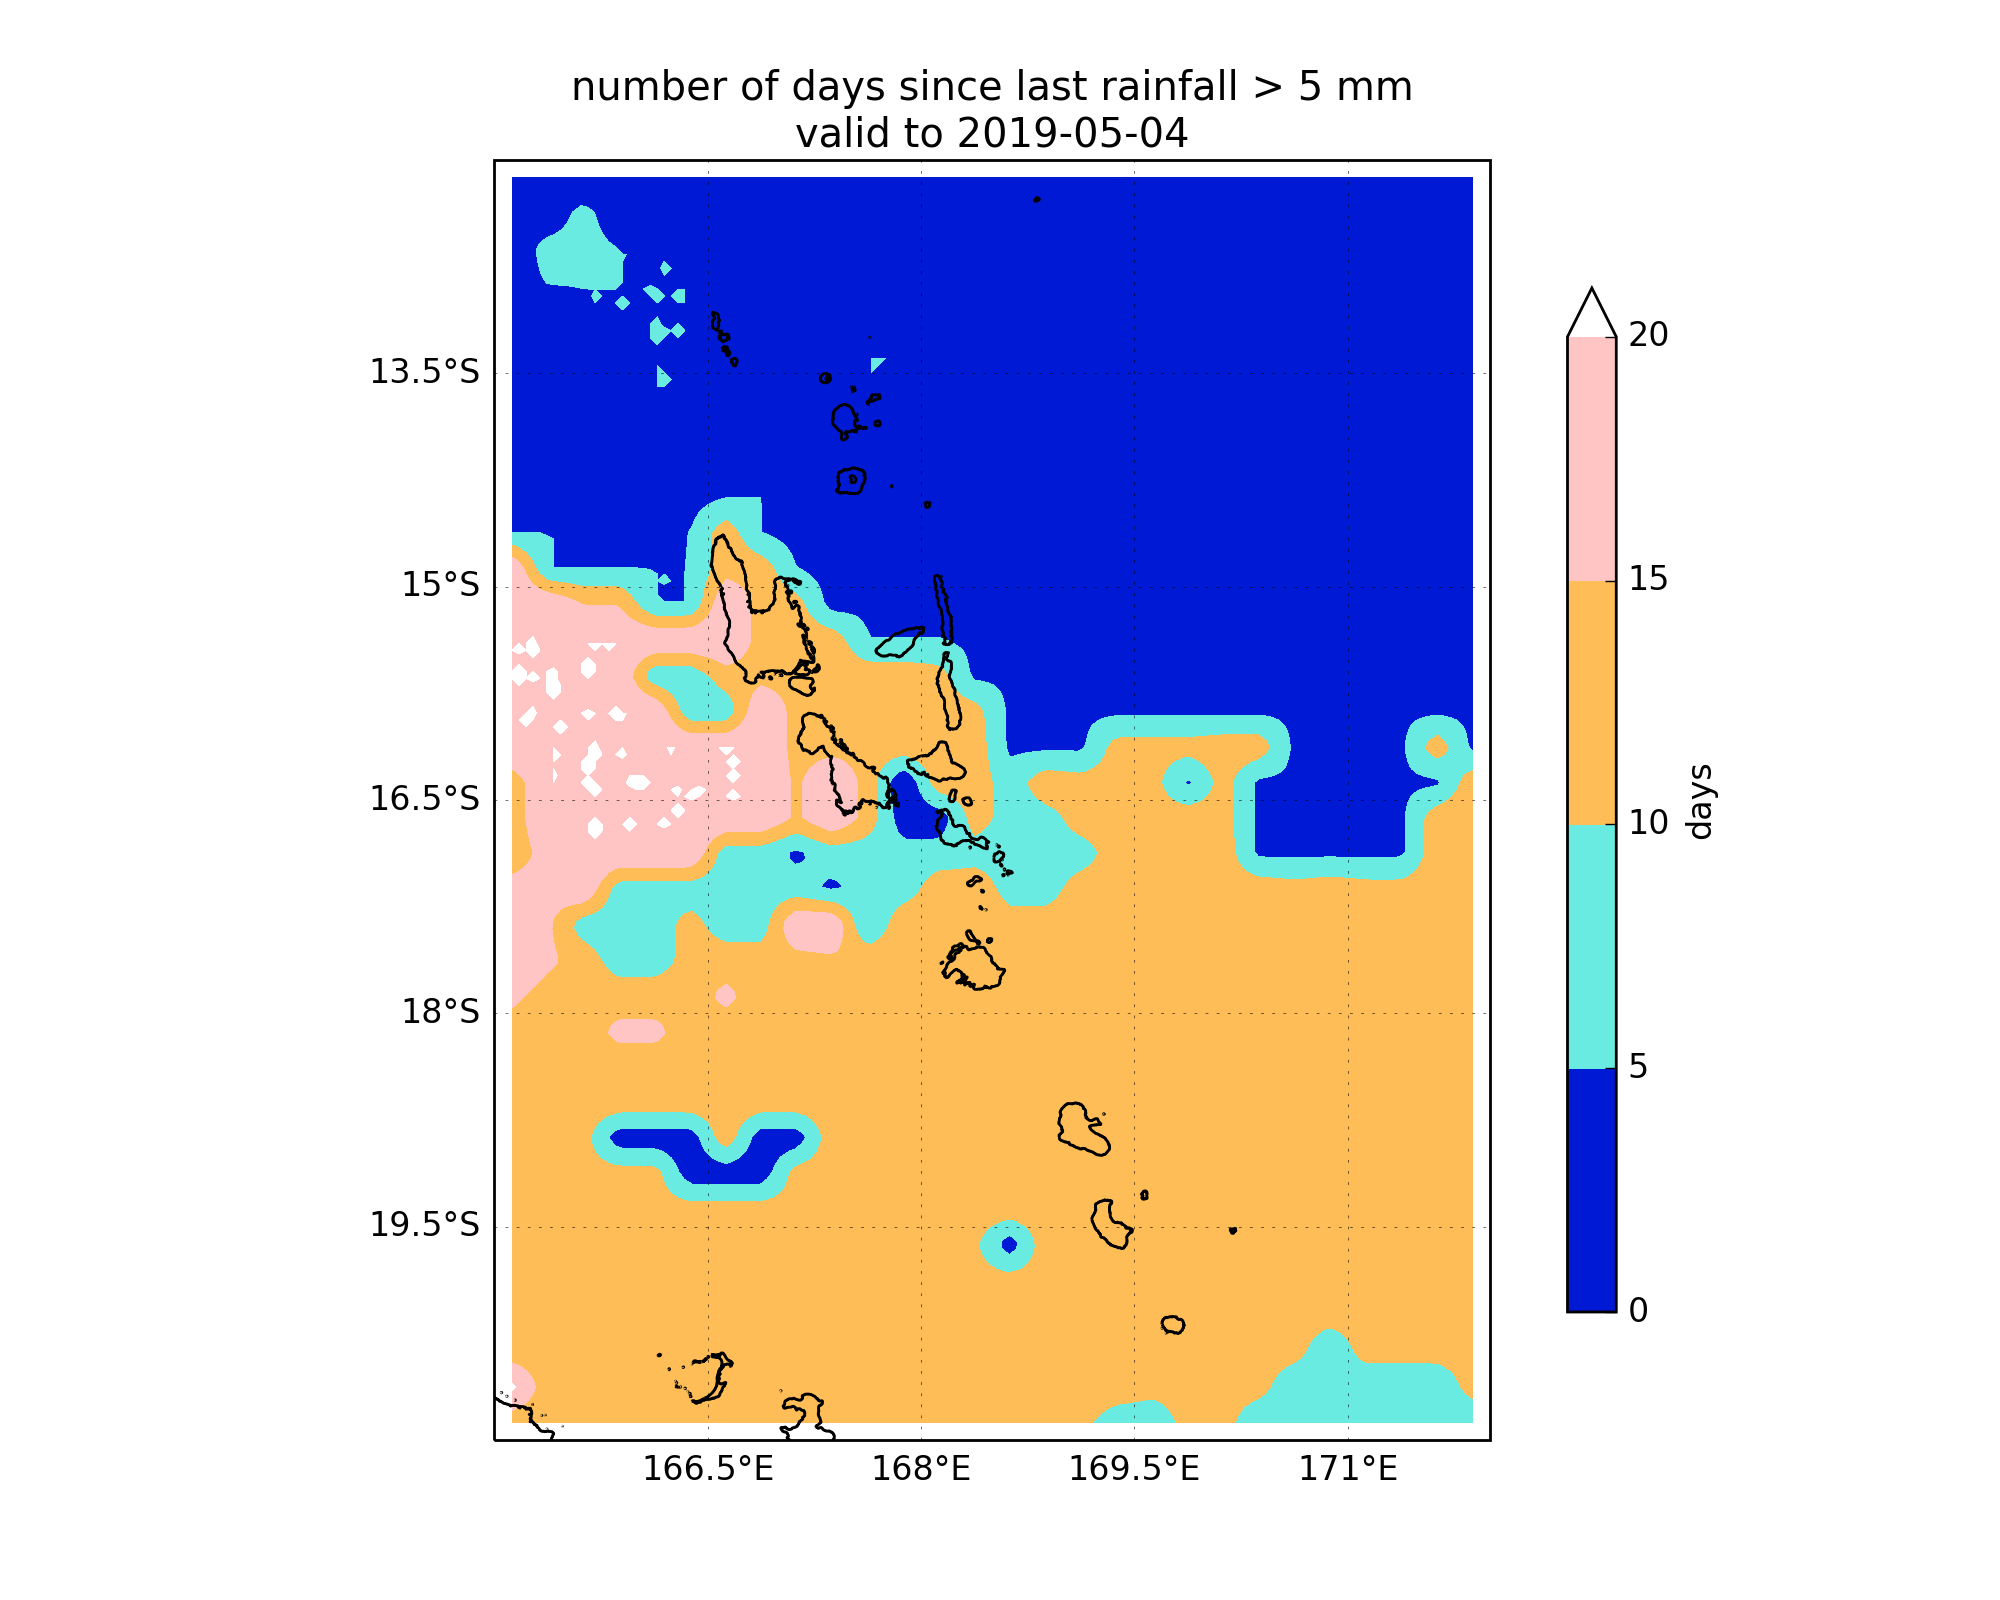 number of days since last rainfall > 5 mm
valid to 2019-05-04
13.5°S
15°S
16.5°S
18°S
19.5°S
166.5°E
168°E
169.5°E
171°E
20
15
10
5
0
days